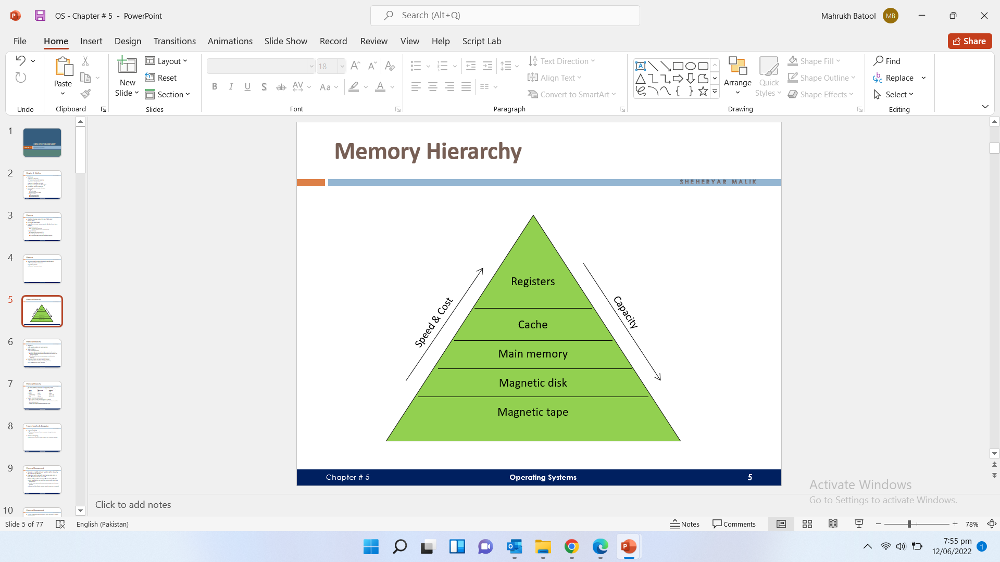 OS - Chapter # 5 - PowerPoint
Search (Alt+Q)
Mahrukh Batool
MB
File
Home
Insert
Design
Transitions
Animations
Slide Show
Record
Review
View
Help
Script Lab
Share
Undo
Paste
Clipboard
New
Slide
Layout
Reset
Section
Slides
18
B I U S ab AV Aa A
Font
Text Direction
Align Text
Convert to SmartArt
Paragraph
Arrange
Quick
Styles
Shape Fill
Shape Outline
Shape Effects
Drawing
Find
Replace
Select
Editing
1
2
3
4
5
6
7
8
9
10
Memory Hierarchy
SHEHERYAR MALIK
Speed & Cost
Capacity
Registers
Cache
Main memory
Magnetic disk
Magnetic tape
Chapter # 5
Operating Systems
5
Activate Windows
Go to Settings to activate Windows.
Click to add notes
Slide 5 of 77
English (Pakistan)
Notes
Comments
78%
7:55 pm
12/06/2022
1